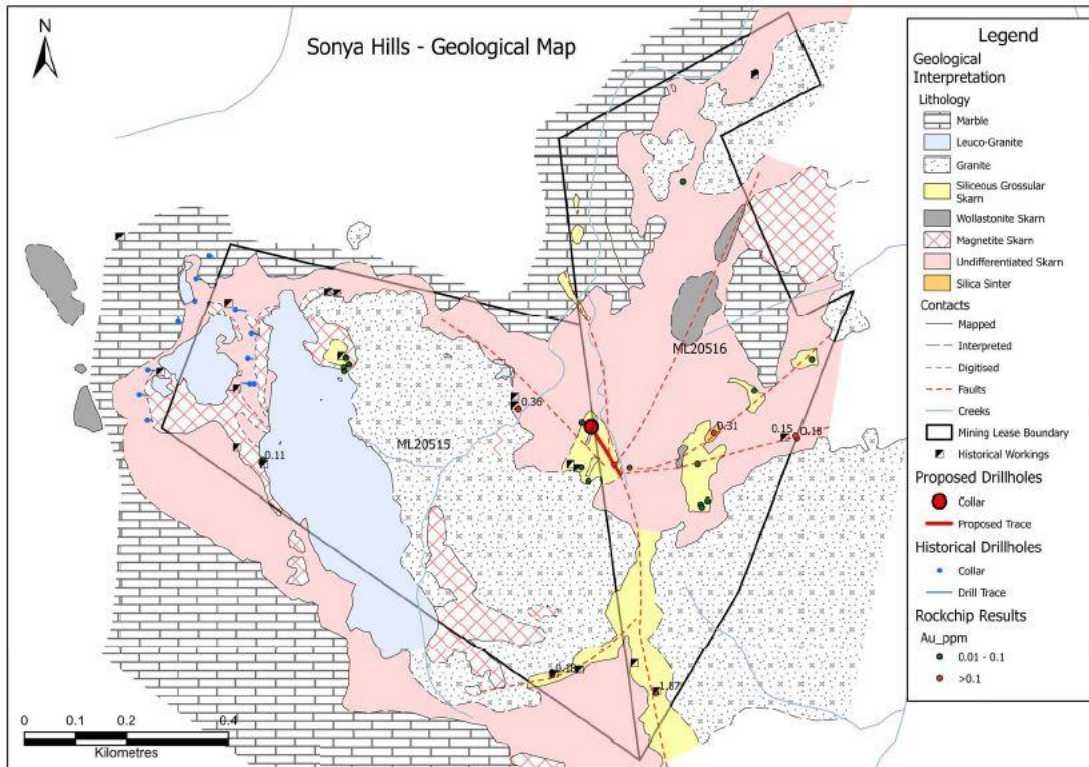 N
Sonya Hills - Geological Map
ML20516
ML20515
0.36
0.31
0.15
0.18
0.11
0.18
1.87
0 0.1 0.2 0.4
Kilometres
Legend
Geological
Interpretation
Lithology
Marble
Leuco-Granite
Granite
Siliceous Grossular
Skarn
Wollastonite Skarn
Magnetite Skarn
Undifferentiated Skarn
Silica Sinter
Contacts
Mapped
Interpreted
Digitised
Faults
Creeks
Mining Lease Boundary
Historical Workings
Proposed Drillholes
Collar
Proposed Trace
Historical Drillholes
Collar
Drill Trace
Rockchip Results
Au_ppm
0.01 - 0.1
>0.1